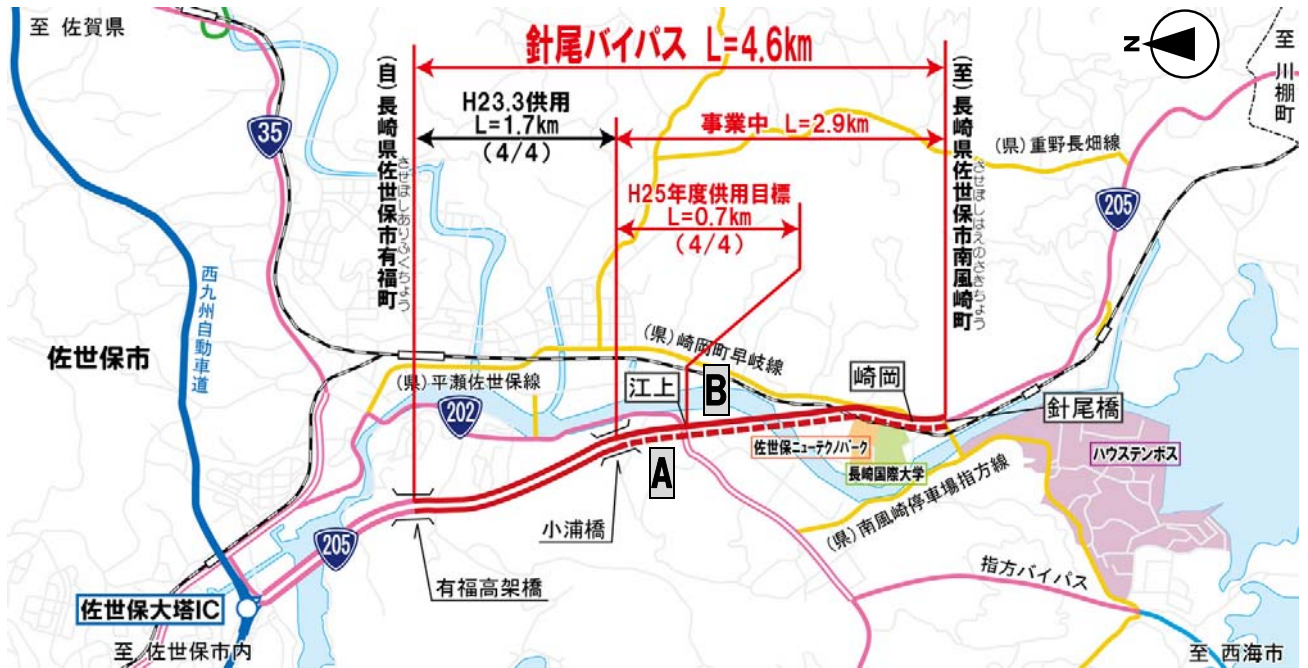 至 佐賀県
針尾バイパス L=4.6km
N
至 川棚町
(自)長崎県佐世保市有福町
させぼしありふくちょう
H23.3供用
L=1.7km
(4/4)
事業中 L=2.9km
(至)長崎県佐世保市南風崎町
させぼしはえのさきちょう
35
(県)重野長畑線
H25年度供用目標
L=0.7km
(4/4)
205
西九州自動車道
佐世保市
(県)崎岡町早岐線
(県)平瀬佐世保線
江上
B
崎岡
202
針尾橋
A
佐世保ニューテクノパーク
ハウステンボス
長崎国際大学
小浦橋
(県)南風崎停車場指方線
205
有福高架橋
指方バイパス
佐世保大塔IC
至 佐世保市内
至 西海市